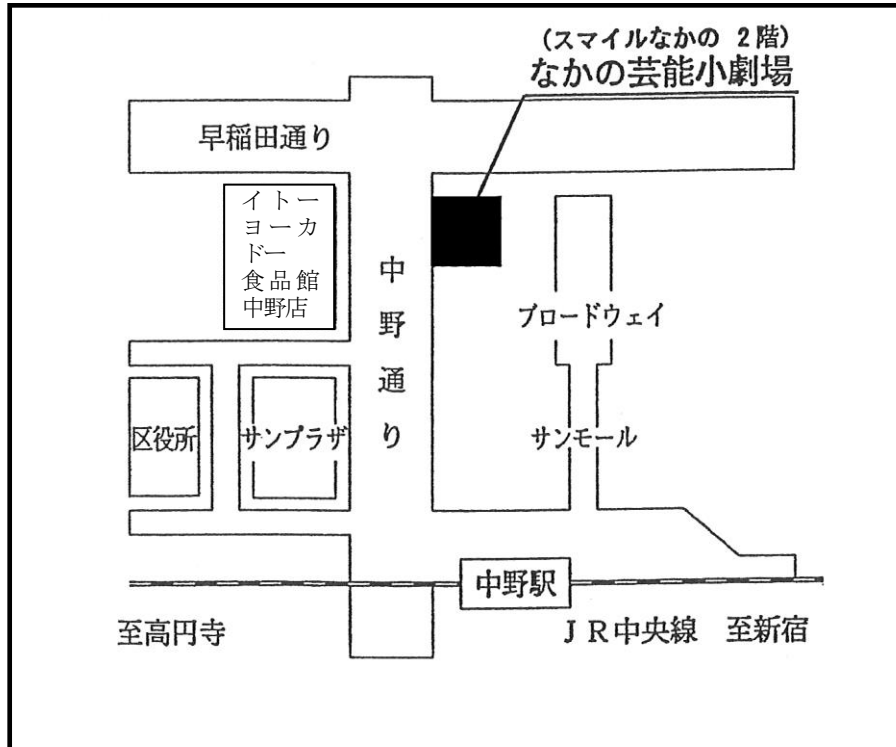 (スマイルなかの 2階)
なかの芸能小劇場
早稲田通り
イトー
ヨーカ
ドー
食品館
中野店
中野通り
ブロードウェイ
区役所
サンプラザ
サンモール
中野駅
至高円寺
JR中央線 至新宿